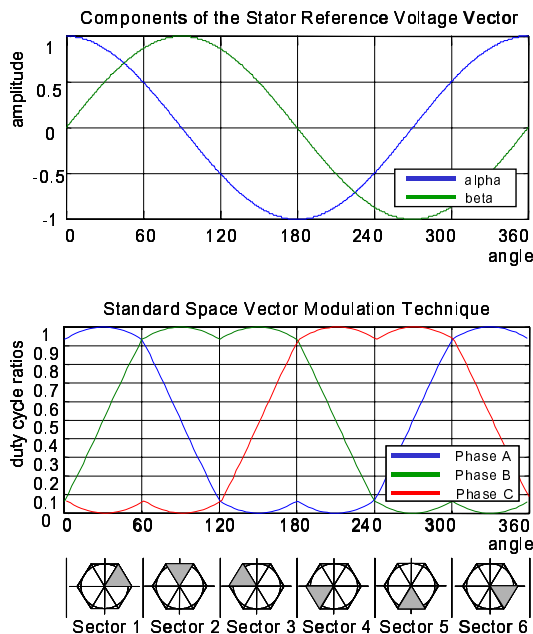 Components of the Stator Reference Voltage Vector
amplitude
1
0.5
0
-0.5
-1
alpha
beta
0 60 120 180 240 300 360
angle
Standard Space Vector Modulation Technique
duty cycle ratios
1
0.9
0.8
0.7
0.6
0.5
0.4
0.3
0.2
0.1
0
Phase A
Phase B
Phase C
0 60 120 180 240 300 360
angle
Sector 1 Sector 2 Sector 3 Sector 4 Sector 5 Sector 6